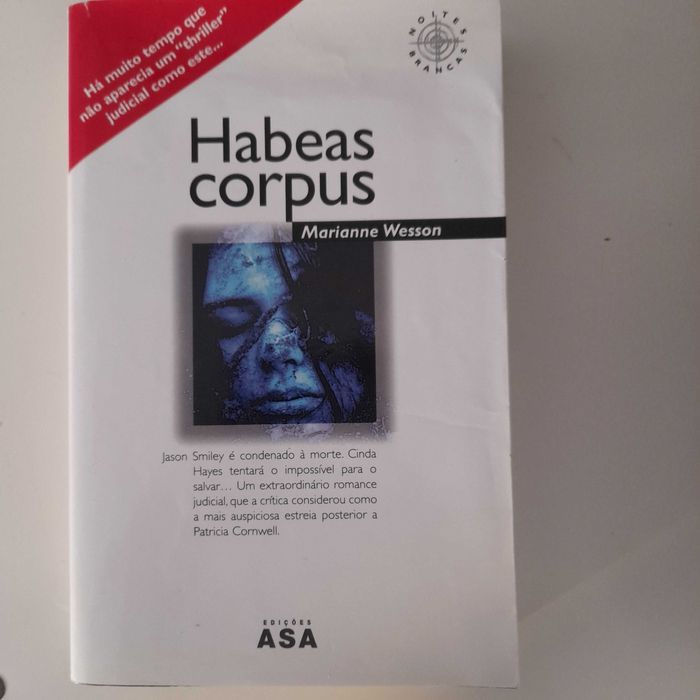 Há muito tempo que
não aparecia um "thriller"
judicial como este...
NOITES
BRANCAS
Habeas
corpus
Marianne Wesson
Jason Smiley é condenado à morte. Cinda
Hayes tentará o impossível para o
salvar... Um extraordinário romance
judicial, que a crítica considerou como
a mais auspiciosa estreia posterior a
Patricia Cornwell.
EDIÇÕES
ASA